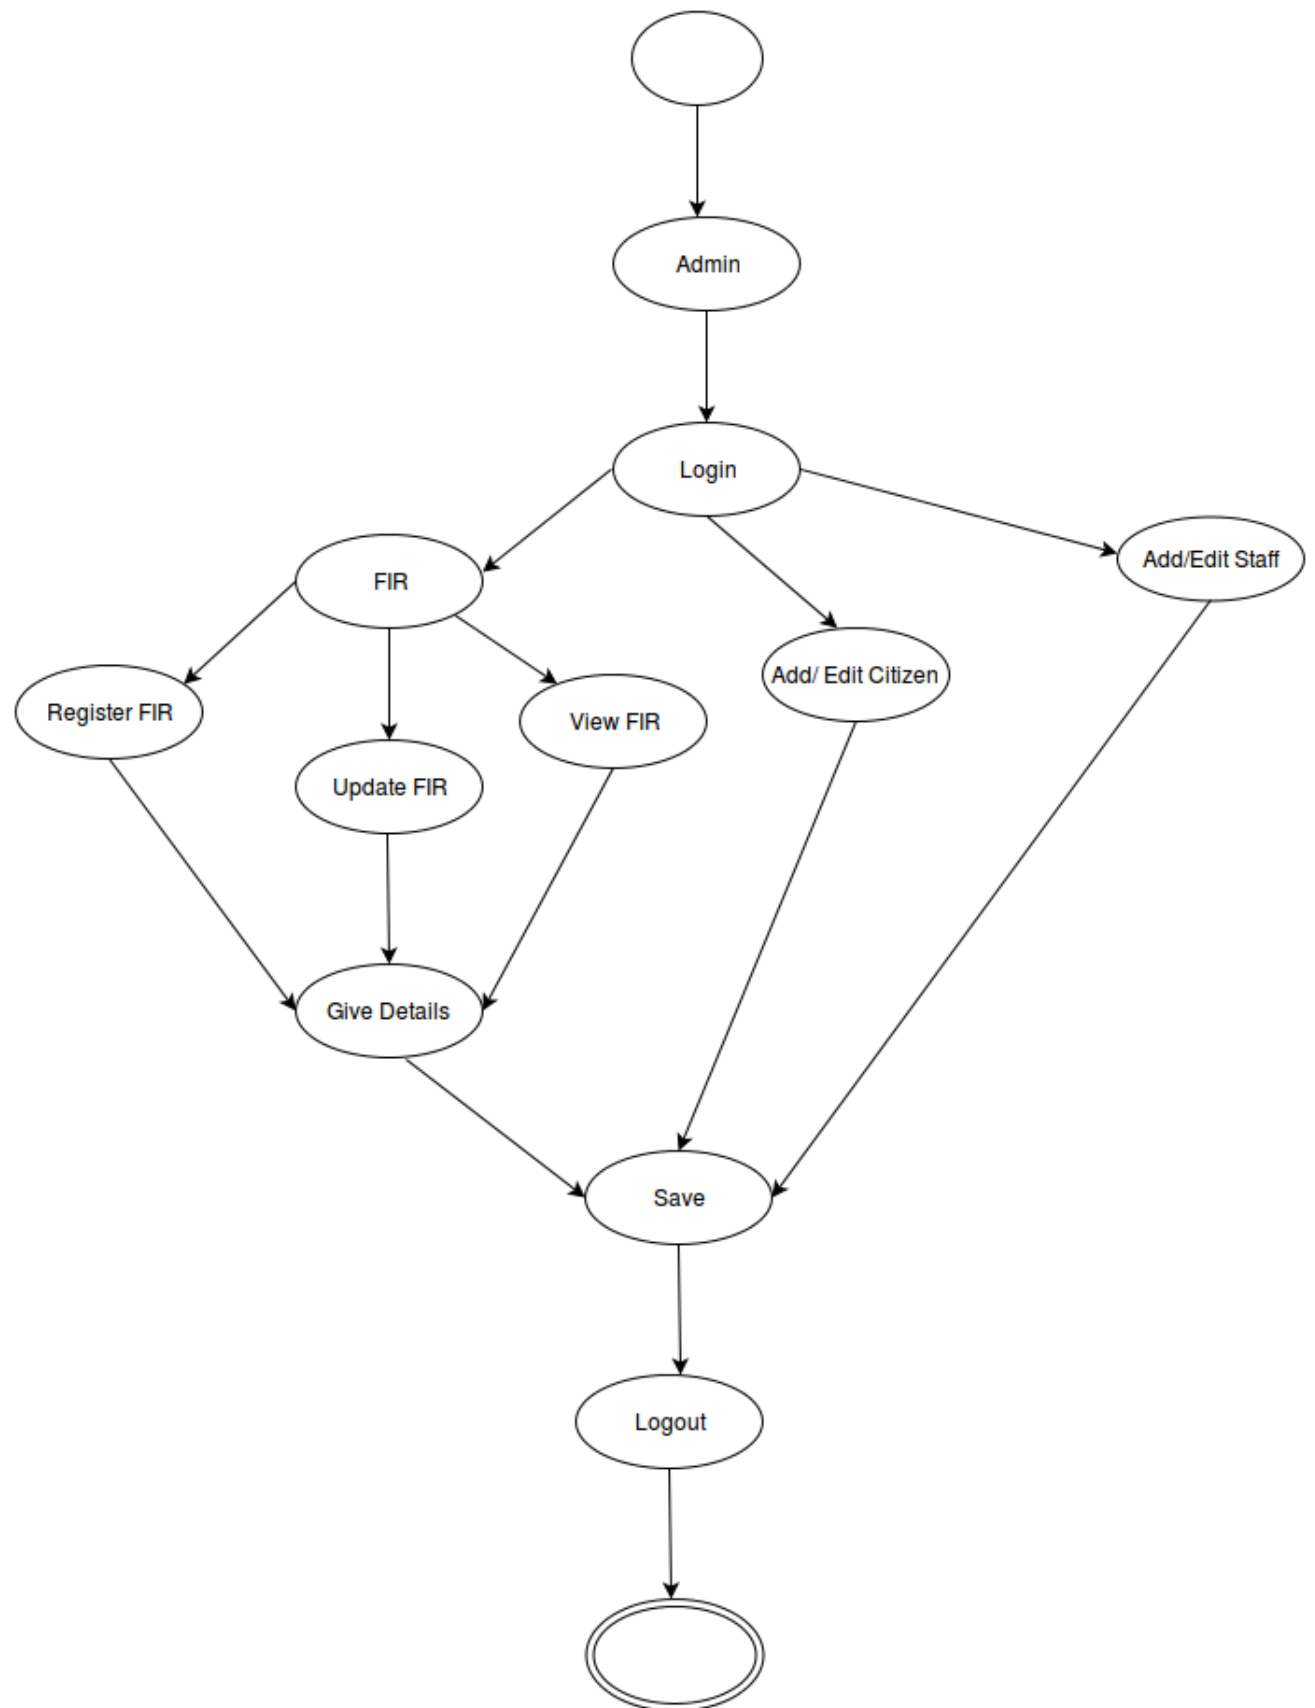 Admin
Login
Add/Edit Staff
FIR
Add/ Edit Citizen
Register FIR
View FIR
Update FIR
Give Details
Save
Logout